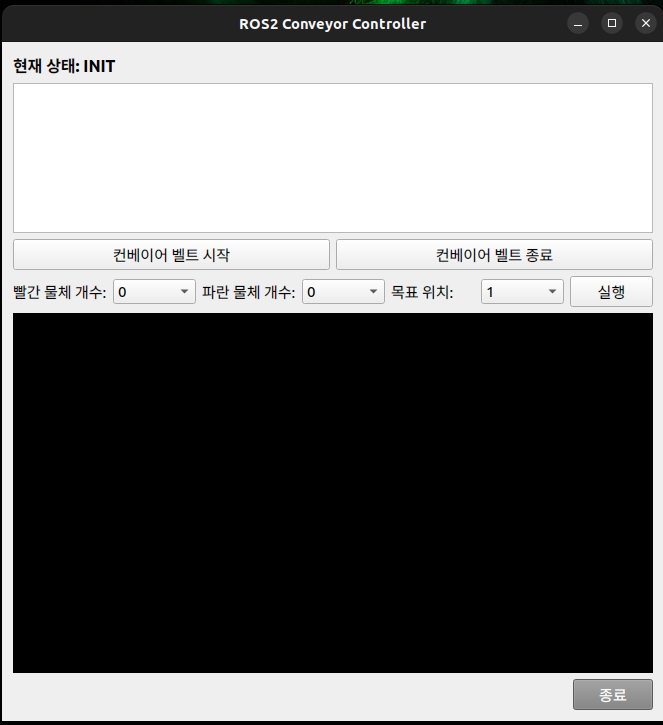 ROS2 Conveyor Controller
현재 상태: INIT
컨베이어 벨트 시작 컨베이어 벨트 종료
빨간 물체 개수: 0 파란 물체 개수: 0 목표 위치: 1 실행
종료